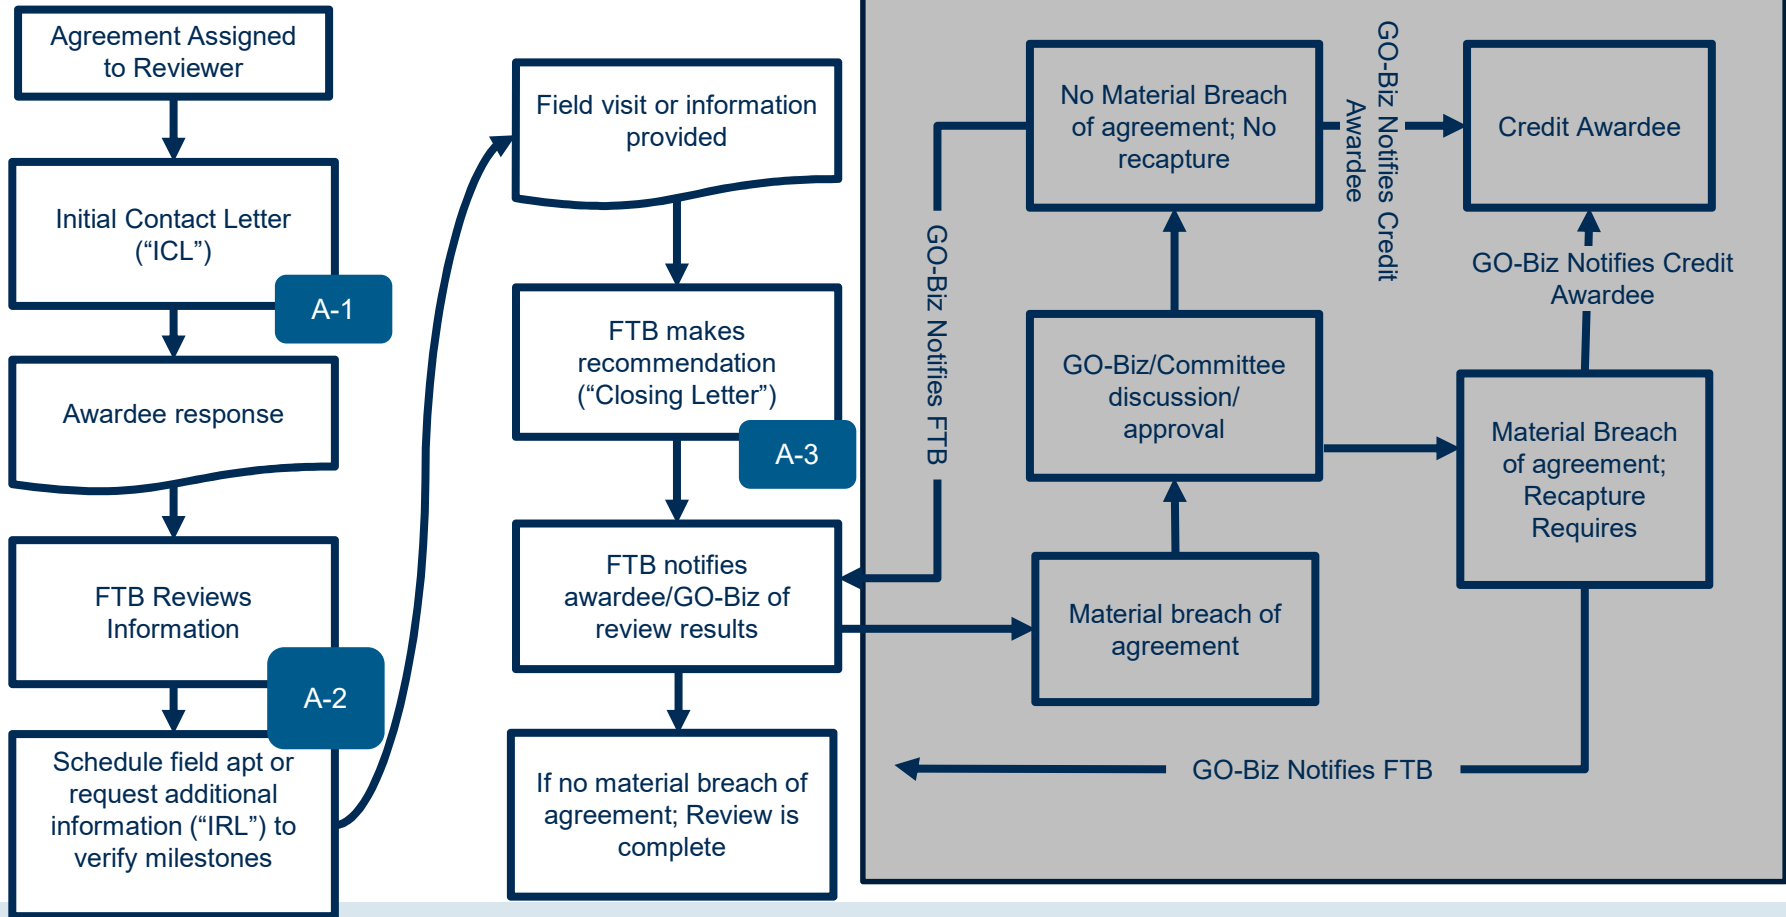 Agreement Assigned
to Reviewer
Initial Contact Letter
(“ICL”)
A-1
Awardee response
FTB Reviews
Information
A-2
Schedule field apt or
request additional
information (“IRL”) to
verify milestones
Field visit or information
provided
FTB makes
recommendation
(“Closing Letter”)
A-3
FTB notifies
awardee/GO-Biz of
review results
If no material breach of
agreement; Review is
complete
GO-Biz Notifies FTB
No Material Breach
of agreement; No
recapture
GO-Biz Notifies Credit
Awardee
Credit Awardee
GO-Biz Notifies Credit
Awardee
GO-Biz/Committee
discussion/
approval
Material Breach
of agreement;
Recapture
Requires
Material breach of
agreement
GO-Biz Notifies FTB